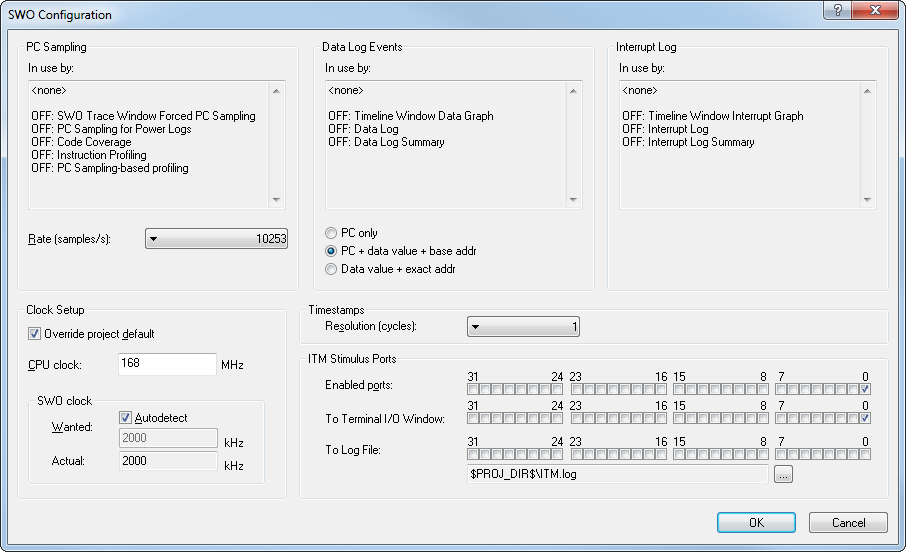 SWO Configuration
PC Sampling
In use by:
<none>
OFF: SWO Trace Window Forced PC Sampling
OFF: PC Sampling for Power Logs
OFF: Code Coverage
OFF: Instruction Profiling
OFF: PC Sampling-based profiling
Rate (samples/s):
10253
Data Log Events
In use by:
<none>
OFF: Timeline Window Data Graph
OFF: Data Log
OFF: Data Log Summary
PC only
PC + data value + base addr
Data value + exact addr
Interrupt Log
In use by:
<none>
OFF: Timeline Window Interrupt Graph
OFF: Interrupt Log
OFF: Interrupt Log Summary
Clock Setup
Override project default
CPU clock: 168 MHz
SWO clock
Autodetect
Wanted: 2000 kHz
Actual: 2000 kHz
Timestamps
Resolution (cycles): 1
ITM Stimulus Ports
31 24 23 16 15 8 7 0
Enabled ports:
31 24 23 16 15 8 7 0
To Terminal I/O Window:
31 24 23 16 15 8 7 0
To Log File:
$PROJ_DIR$\ITM.log ...
OK Cancel